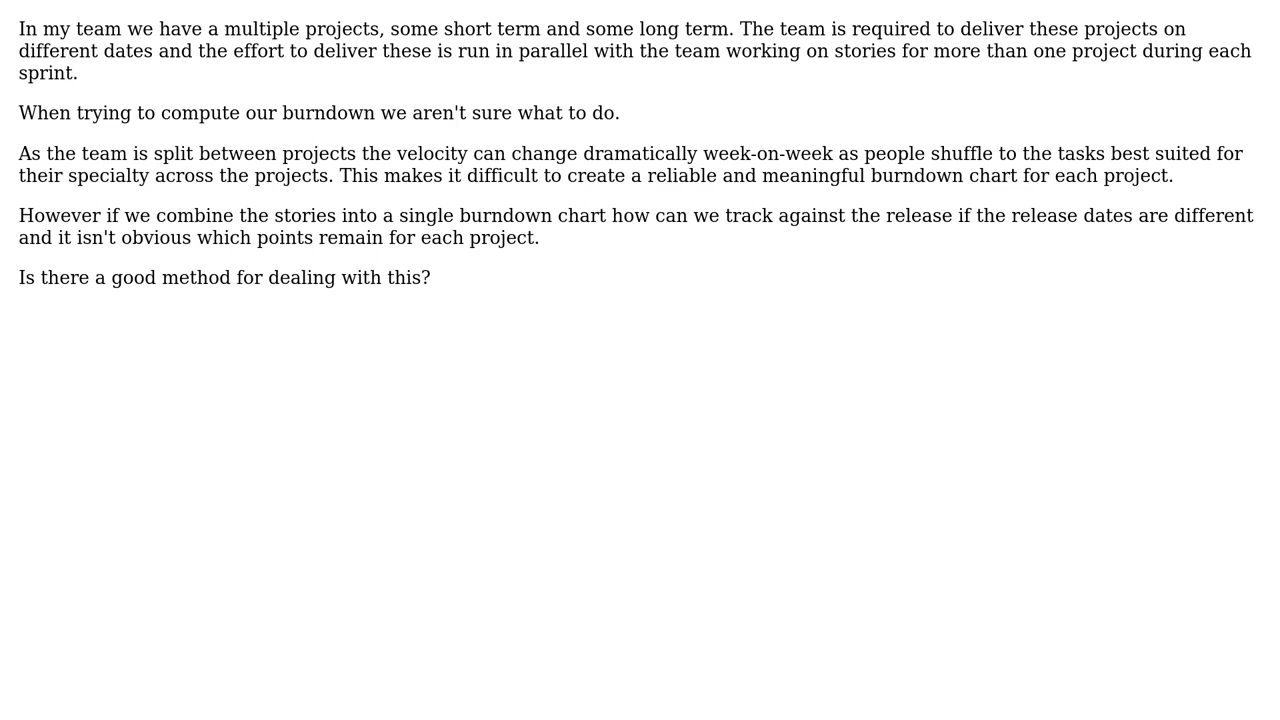 In my team we have a multiple projects, some short term and some long term. The team is required to deliver these projects on
different dates and the effort to deliver these is run in parallel with the team working on stories for more than one project during each
sprint.
When trying to compute our burndown we aren't sure what to do.
As the team is split between projects the velocity can change dramatically week-on-week as people shuffle to the tasks best suited for
their specialty across the projects. This makes it difficult to create a reliable and meaningful burndown chart for each project.
However if we combine the stories into a single burndown chart how can we track against the release if the release dates are different
and it isn't obvious which points remain for each project.
Is there a good method for dealing with this?